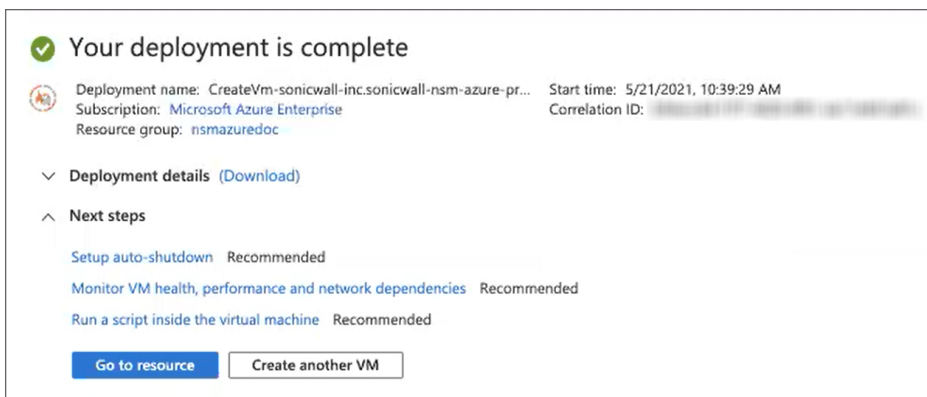 Your deployment is complete
Deployment name: CreateVm-sonicwall-inc.sonicwall-nsm-azure-pr... Start time: 5/21/2021, 10:39:29 AM
Subscription: Microsoft Azure Enterprise Correlation ID:
Resource group: nsmazuredoc
Deployment details (Download)
Next steps
Setup auto-shutdown Recommended
Monitor VM health, performance and network dependencies Recommended
Run a script inside the virtual machine Recommended
Go to resource Create another VM